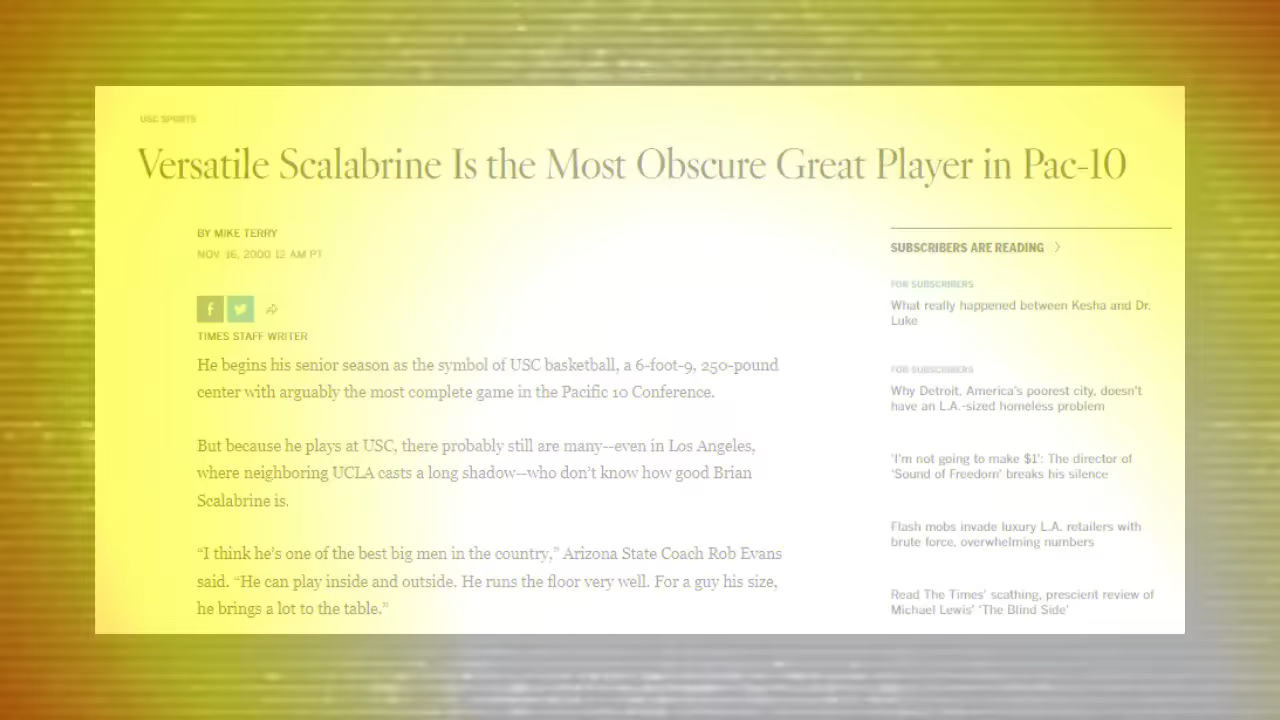 USC SPORTS
Versatile Scalabrine Is the Most Obscure Great Player in Pac-10
BY MIKE TERRY
NOV. 16, 2000 12 AM PT
TIMES STAFF WRITER
He begins his senior season as the symbol of USC basketball, a 6-foot-9, 250-pound
center with arguably the most complete game in the Pacific 10 Conference.
But because he plays at USC, there probably still are many--even in Los Angeles,
where neighboring UCLA casts a long shadow--who don’t know how good Brian
Scalabrine is.
“I think he’s one of the best big men in the country,” Arizona State Coach Rob Evans
said. “He can play inside and outside. He runs the floor very well. For a guy his size,
he brings a lot to the table.”
SUBSCRIBERS ARE READING
FOR SUBSCRIBERS
What really happened between Kesha and Dr.
Luke
FOR SUBSCRIBERS
Why Detroit, America’s poorest city, doesn’t
have an L.A.-sized homeless problem
‘I’m not going to make $1’: The director of
‘Sound of Freedom’ breaks his silence
Flash mobs invade luxury L.A. retailers with
brute force, overwhelming numbers
Read The Times’ scathing, prescient review of
Michael Lewis’ ‘The Blind Side’